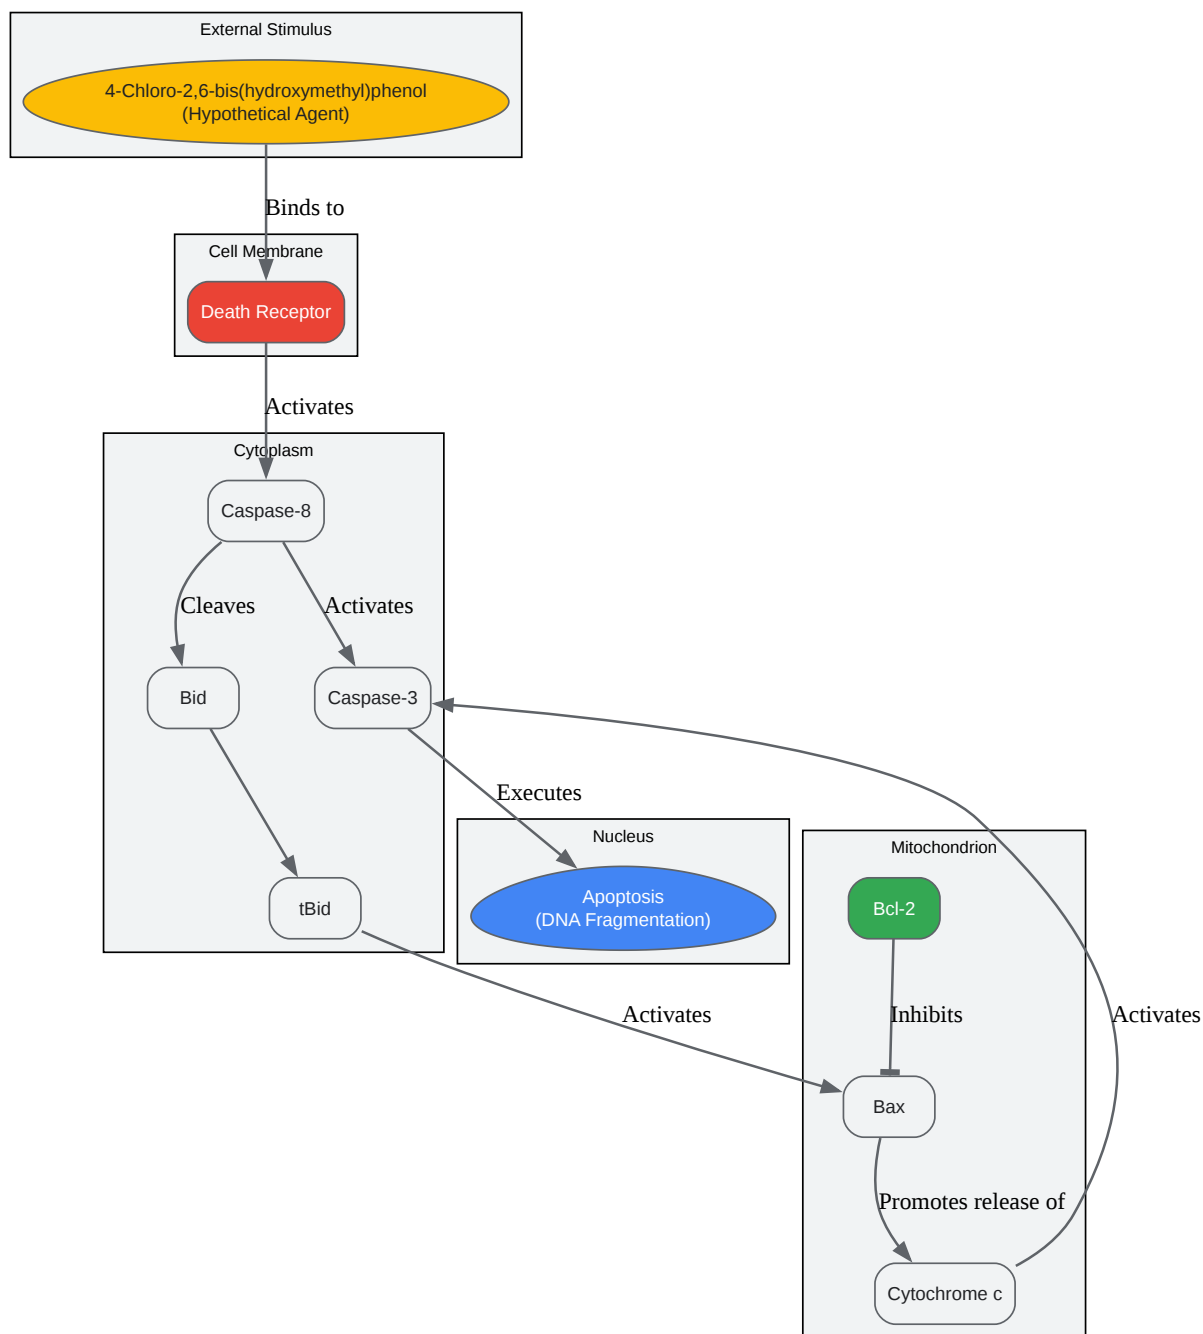 External Stimulus
4-Chloro-2,6-bis(hydroxymethyl)phenol
(Hypothetical Agent)
Binds to
Cell Membrane
Death Receptor
Activates
Cytoplasm
Caspase-8
Cleaves
Activates
Bid
Caspase-3
Executes
Nucleus
Apoptosis
(DNA Fragmentation)
Mitochondrion
Bcl-2
tBid
Activates
Inhibits
Activates
Bax
Promotes release of
Cytochrome c